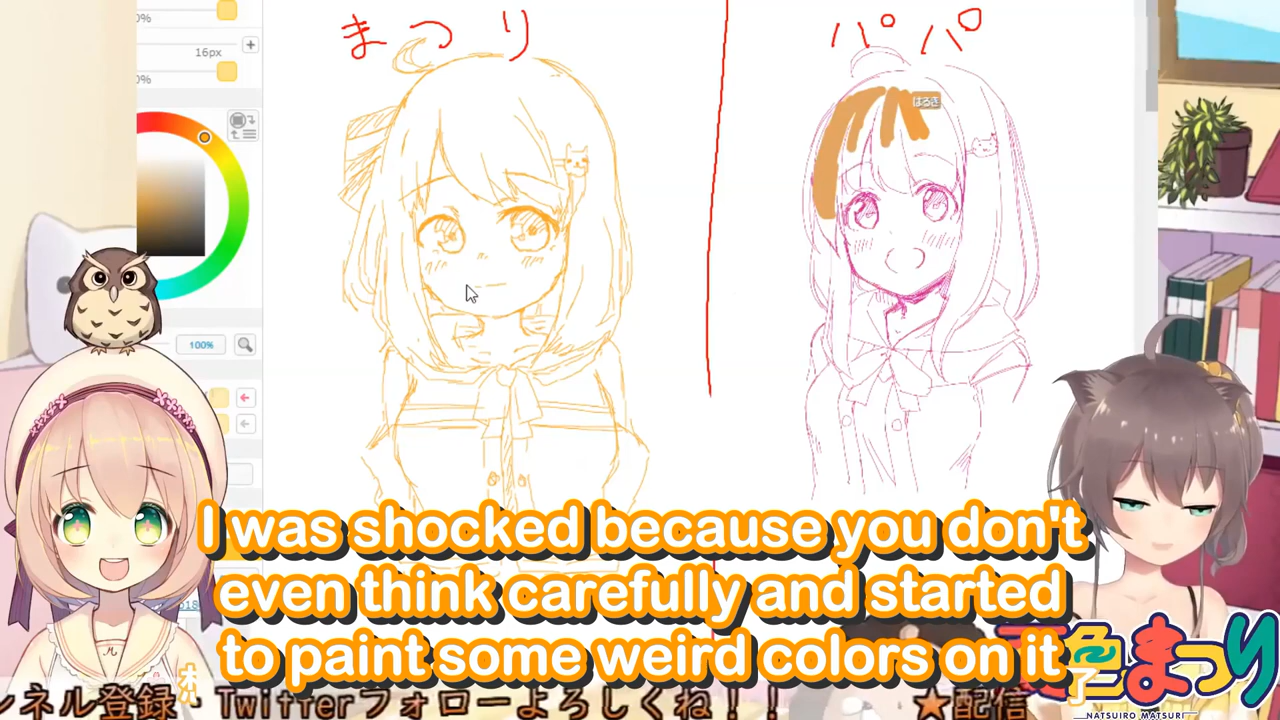 0%
16px
+
0%
まつり
パパ
はるき
100%
I was shocked because you don't
even think carefully and started
to paint some weird colors on it
まつり
NATSUIRO MATSURI
ンネル登録・Twitterフォローよろしくね！！
★配信